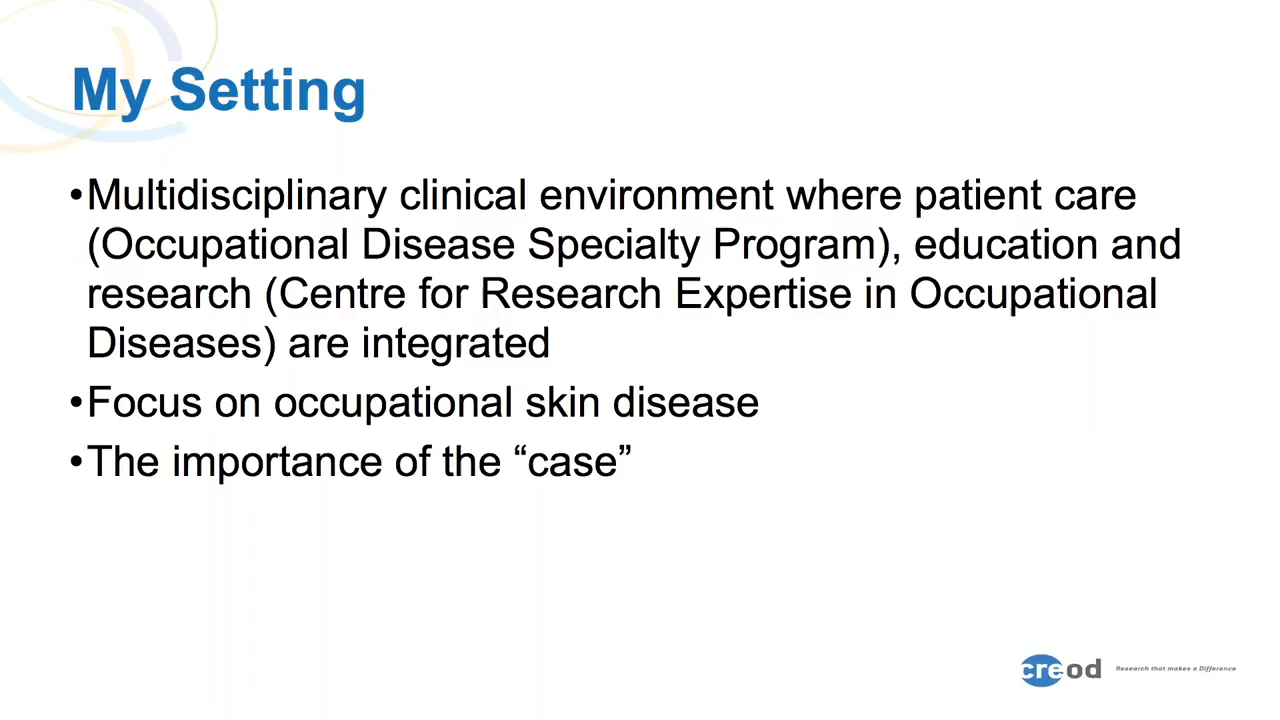 My Setting
•Multidisciplinary clinical environment where patient care
(Occupational Disease Specialty Program), education and
research (Centre for Research Expertise in Occupational
Diseases) are integrated
•Focus on occupational skin disease
•The importance of the “case”
creod Research that makes a Difference